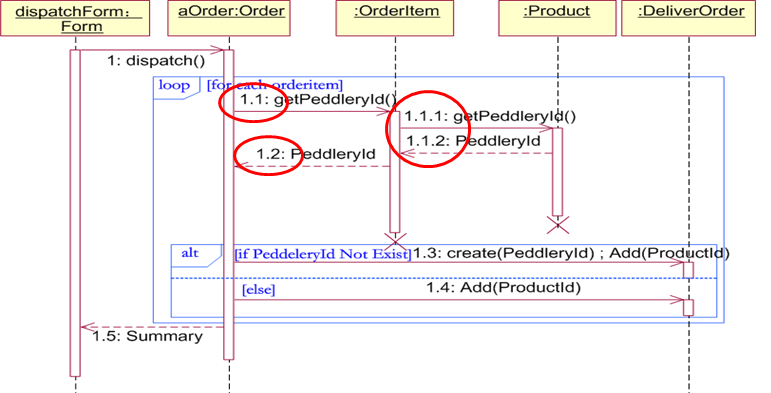 dispatchForm:
Form
aOrder:Order
:OrderItem
:Product
:DeliverOrder
1: dispatch()
loop
[for each orderitem]
1.1: getPeddleryId()
1.1.1: getPeddleryId()
1.1.2: PeddleryId
1.2: PeddleryId
alt
[if PeddeleryId Not Exist]
1.3: create(PeddleryId) ; Add(ProductId)
[else]
1.4: Add(ProductId)
1.5: Summary